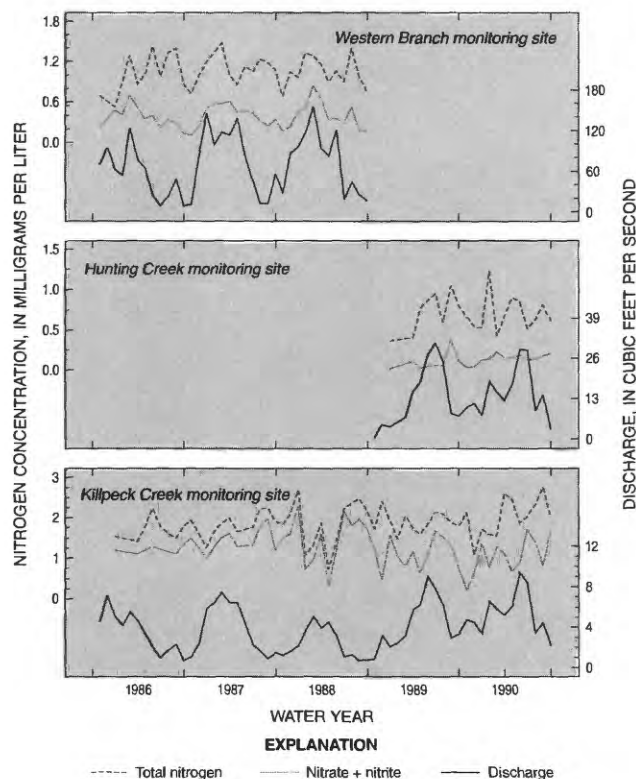 Western Branch monitoring site
1.8
1.2
0.6
0.0
180
120
60
0
Hunting Creek monitoring site
1.5
1.0
0.5
0.0
39
26
13
0
Killpeck Creek monitoring site
3
2
1
0
12
8
4
0
NITROGEN CONCENTRATION, IN MILLIGRAMS PER LITER
DISCHARGE, IN CUBIC FEET PER SECOND
1986 1987 1988 1989 1990
WATER YEAR
EXPLANATION
Total nitrogen Nitrate + nitrite Discharge